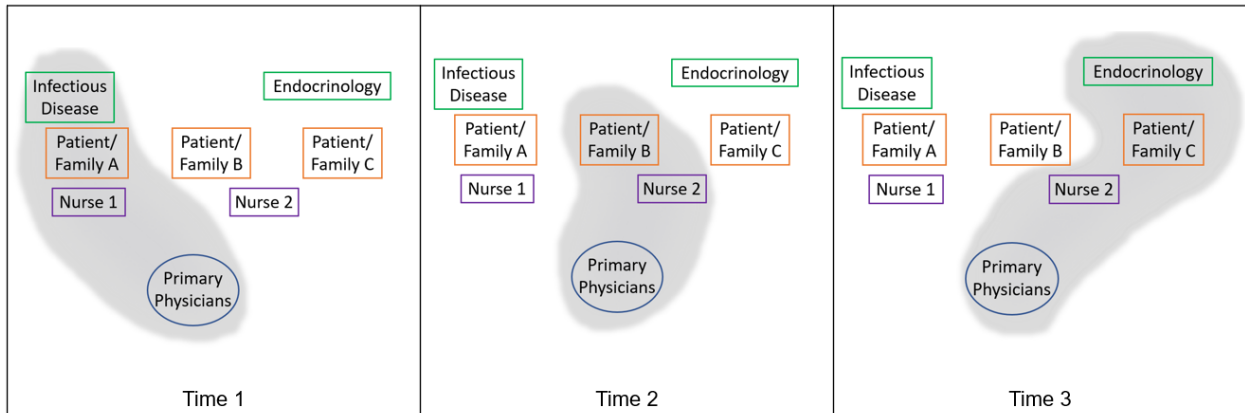 Infectious
Disease
Endocrinology
Patient/
Family A
Patient/
Family B
Patient/
Family C
Nurse 1
Nurse 2
Primary
Physicians
Time 1
Infectious
Disease
Endocrinology
Patient/
Family A
Patient/
Family B
Patient/
Family C
Nurse 1
Nurse 2
Primary
Physicians
Time 2
Infectious
Disease
Endocrinology
Patient/
Family A
Patient/
Family B
Patient/
Family C
Nurse 1
Nurse 2
Primary
Physicians
Time 3